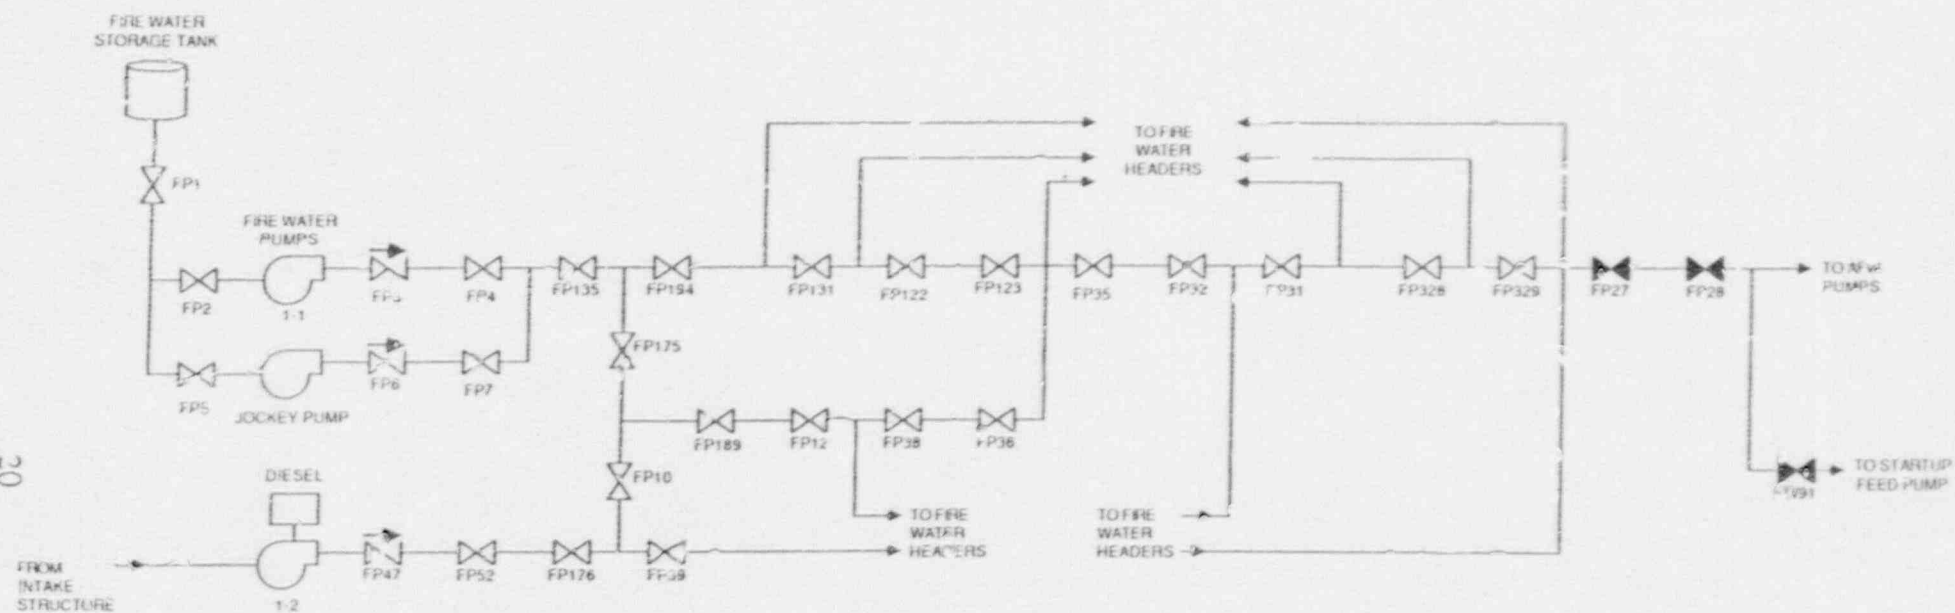 FIRE WATER
STORAGE TANK
FP1
FIRE WATER
PUMPS
FP2
1-1
FP4
FP135
FP194
FP131
FP122
FP123
FP35
FP32
FP328
FP329
FP27
FP28
TO FIRE
WATER
HEADERS
PUMPS
FP5
JOCKEY PUMP
FP6
FP7
FP175
FP189
FP12
FP38
FP36
FP10
DIESEL
FROM
INTAKE
STRUCTURE
1-2
FP47
FP52
FP176
TO FIRE
WATER
HEADERS
TO FIRE
WATER
HEADERS
TO STARTUP
FEED PUMP
20